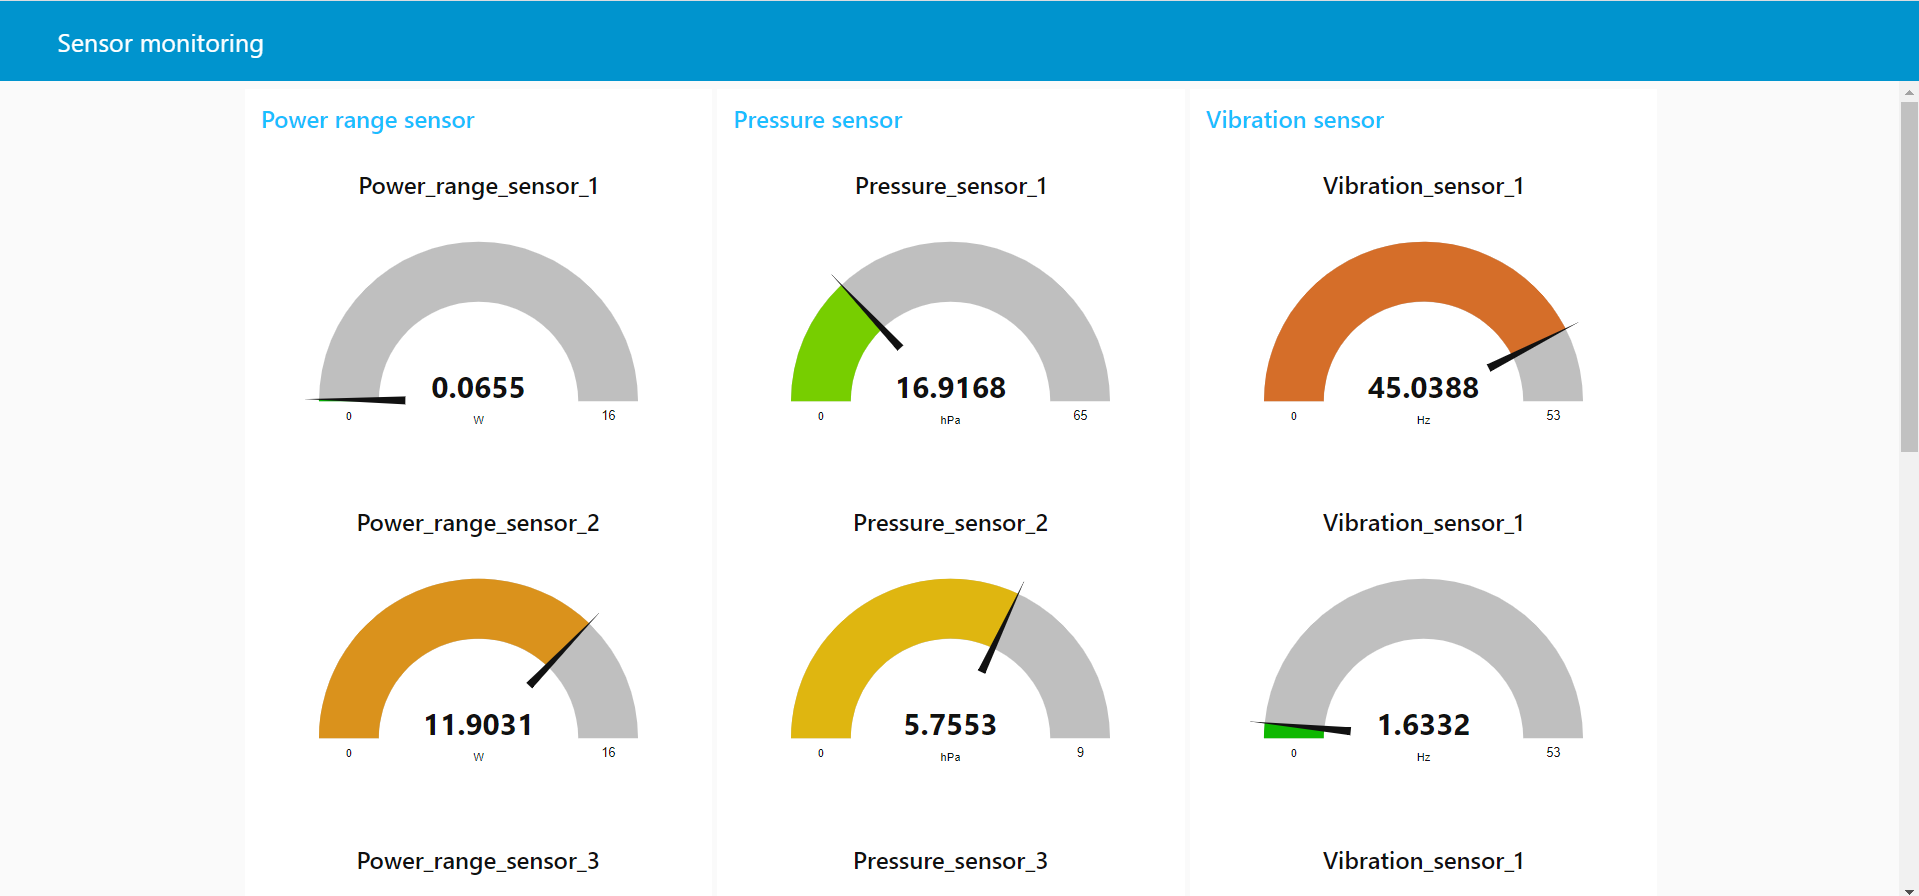 Sensor monitoring
Power range sensor
Power_range_sensor_1
0.0655
0
W
16
Power_range_sensor_2
11.9031
0
W
16
Power_range_sensor_3
Pressure sensor
Pressure_sensor_1
16.9168
0
hPa
65
Pressure_sensor_2
5.7553
0
hPa
9
Pressure_sensor_3
Vibration sensor
Vibration_sensor_1
45.0388
0
Hz
53
Vibration_sensor_1
1.6332
0
Hz
53
Vibration_sensor_1